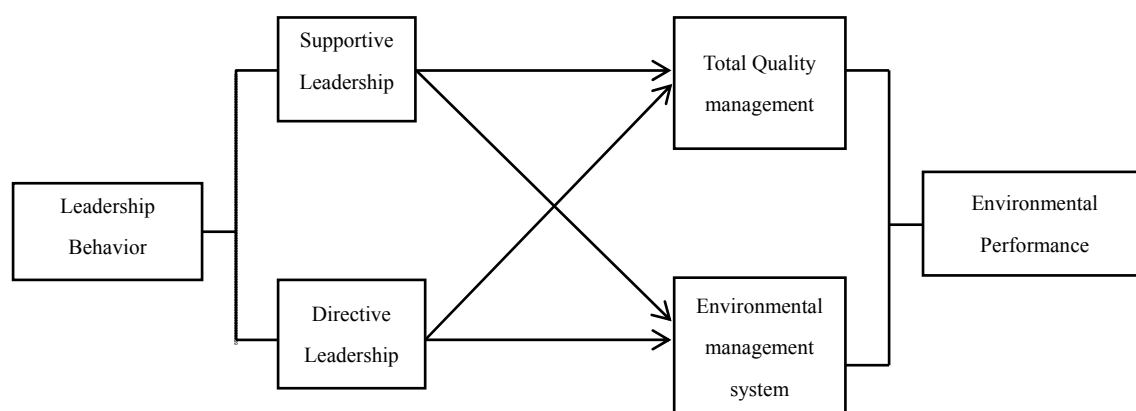 Supportive
Leadership
Total Quality
management
Leadership
Behavior
Environmental
Performance
Directive
Leadership
Environmental
management
system